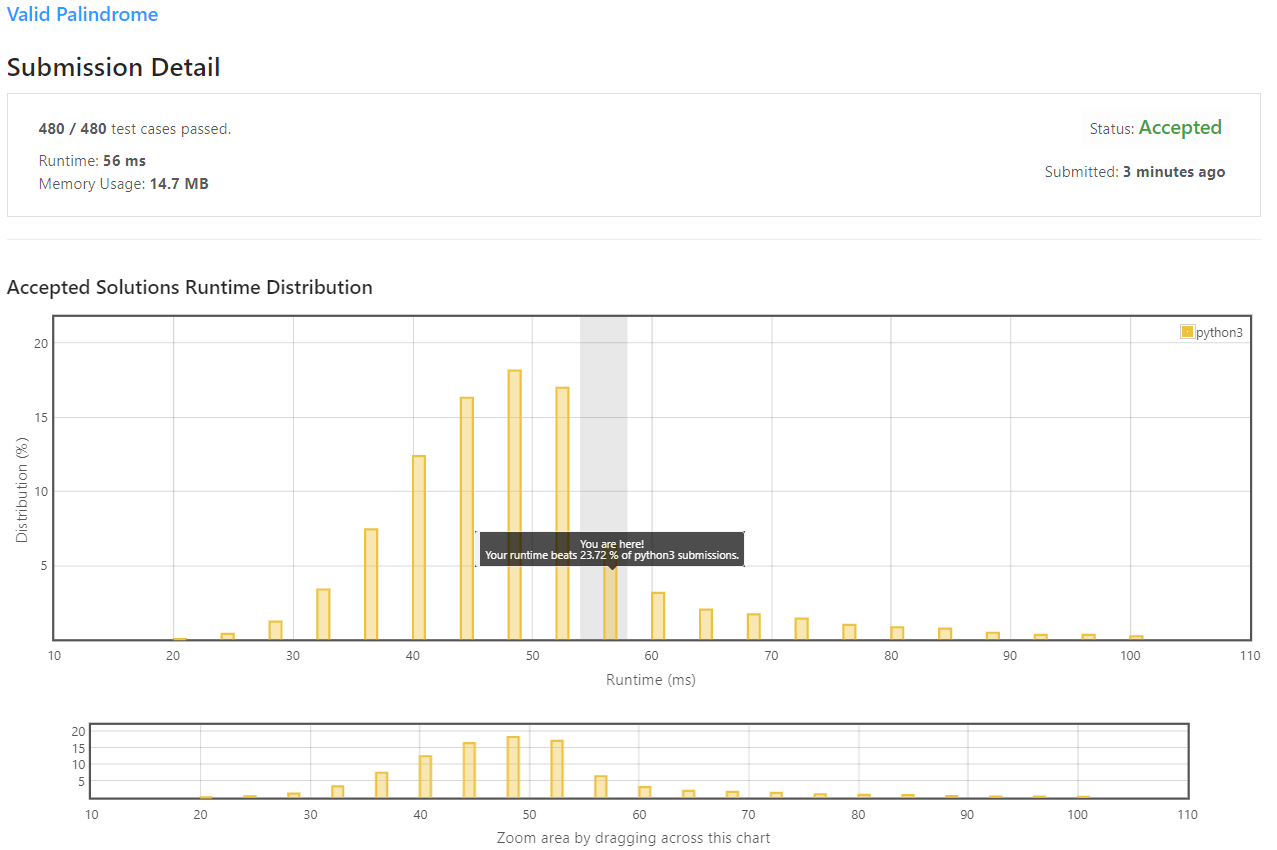 Valid Palindrome
Submission Detail
480 / 480 test cases passed.
Status: Accepted
Runtime: 56 ms
Memory Usage: 14.7 MB
Submitted: 3 minutes ago
Accepted Solutions Runtime Distribution
python3
20
15
10
5
Distribution (%)
You are here!
Your runtime beats 23.72 % of python3 submissions.
10 20 30 40 50 60 70 80 90 100 110
Runtime (ms)
20
15
10
5
10 20 30 40 50 60 70 80 90 100 110
Zoom area by dragging across this chart